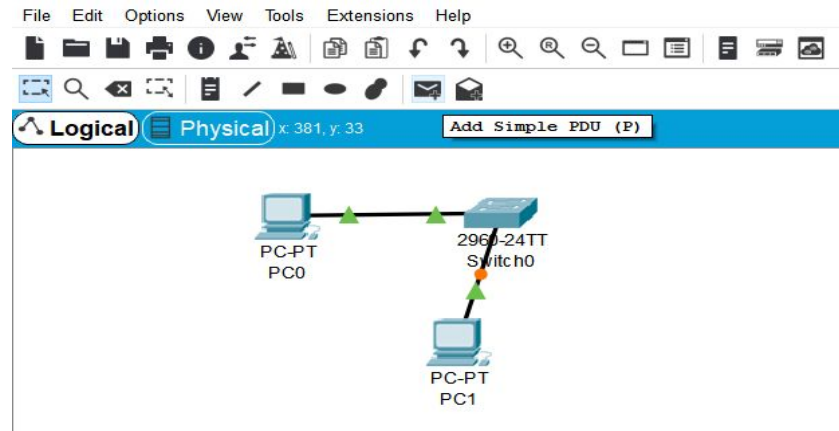 File Edit Options View Tools Extensions Help
Logical Physical x: 381, y: 33
Add Simple PDU (P)
PC-PT
PC0
2960-24TT
Switch0
PC-PT
PC1